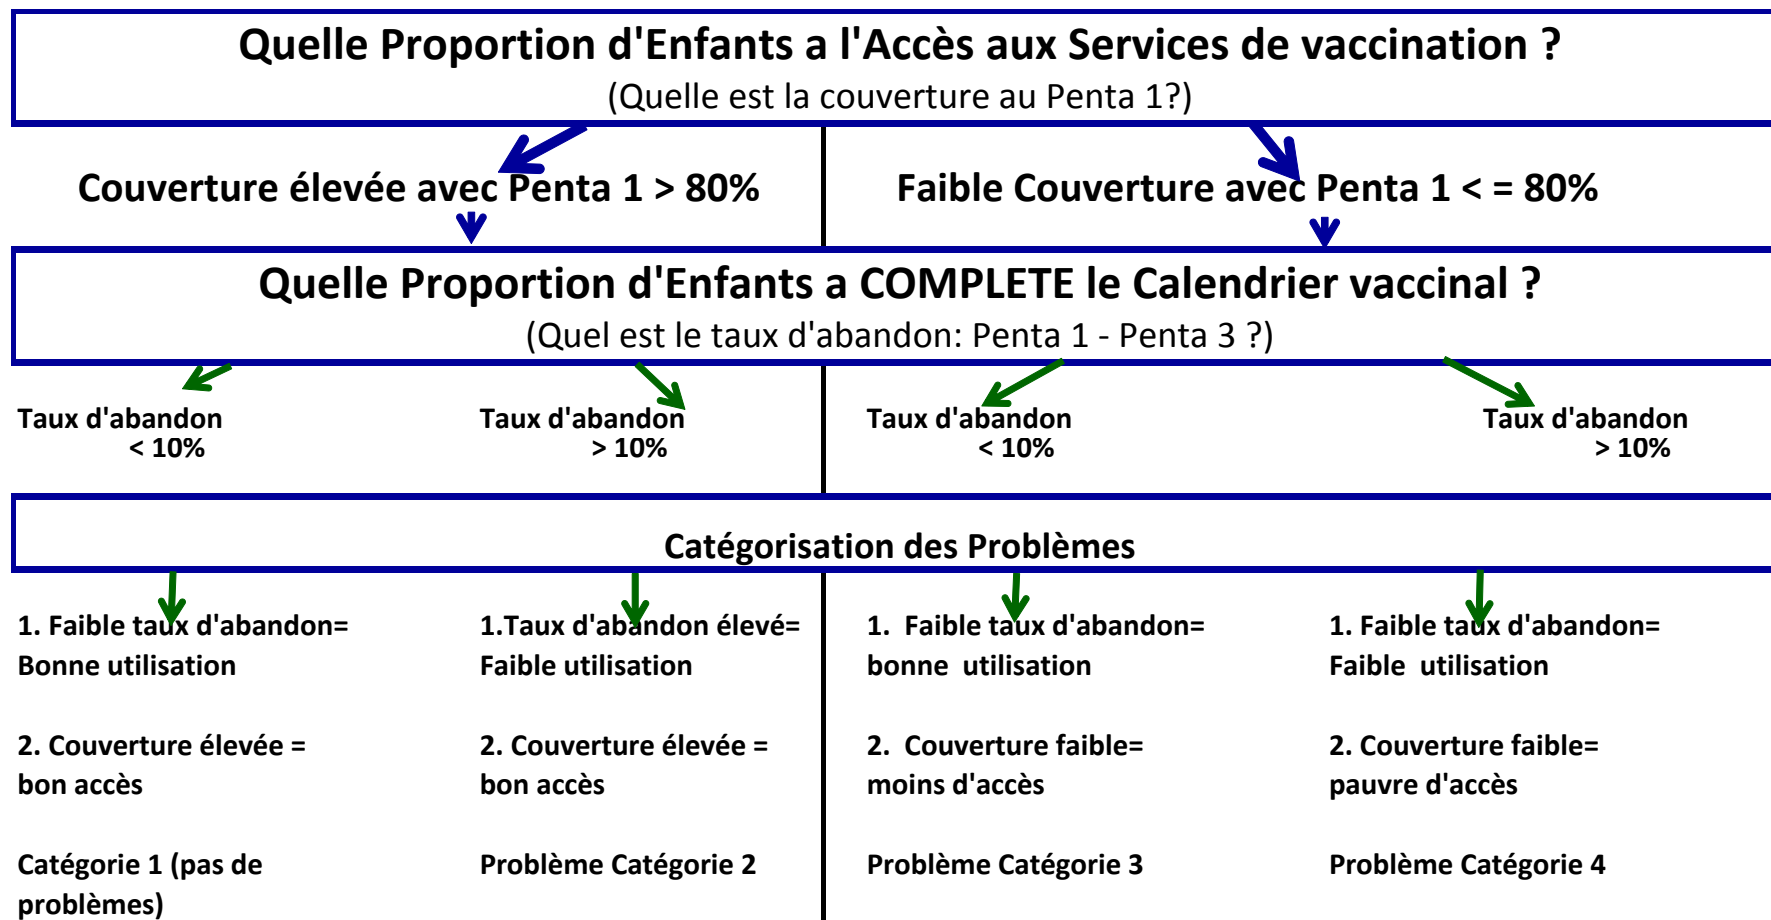 Quelle Proportion d'Enfants a l'Accès aux Services de vaccination ?
(Quelle est la couverture au Penta 1?)
Couverture élevée avec Penta 1 > 80%
Faible Couverture avec Penta 1 < = 80%
Quelle Proportion d'Enfants a COMPLETE le Calendrier vaccinal ?
(Quel est le taux d'abandon: Penta 1 - Penta 3 ?)
Taux d'abandon
< 10%
Taux d'abandon
> 10%
Taux d'abandon
< 10%
Taux d'abandon
> 10%
Catégorisation des Problèmes
1. Faible taux d'abandon=
Bonne utilisation
2. Couverture élevée =
bon accès
Catégorie 1 (pas de
problèmes)
1.Taux d'abandon élevé=
Faible utilisation
2. Couverture élevée =
bon accès
Problème Catégorie 2
1. Faible taux d'abandon=
bonne utilisation
2. Couverture faible=
moins d'accès
Problème Catégorie 3
1. Faible taux d'abandon=
Faible utilisation
2. Couverture faible=
pauvre d'accès
Problème Catégorie 4